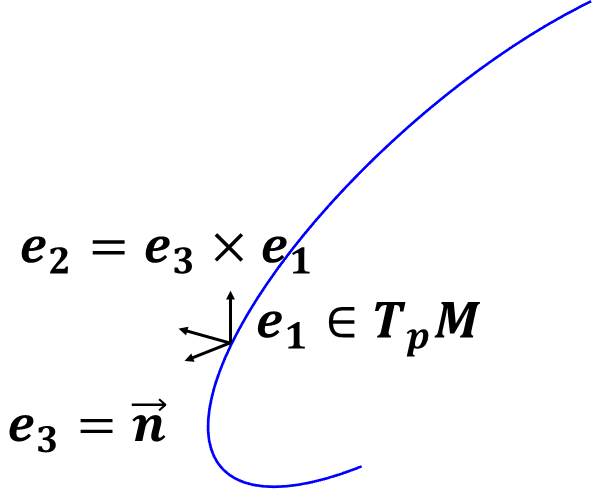 e₂ = e₃ × e₁
e₁ ∈ TₚM
e₃ = n⃗